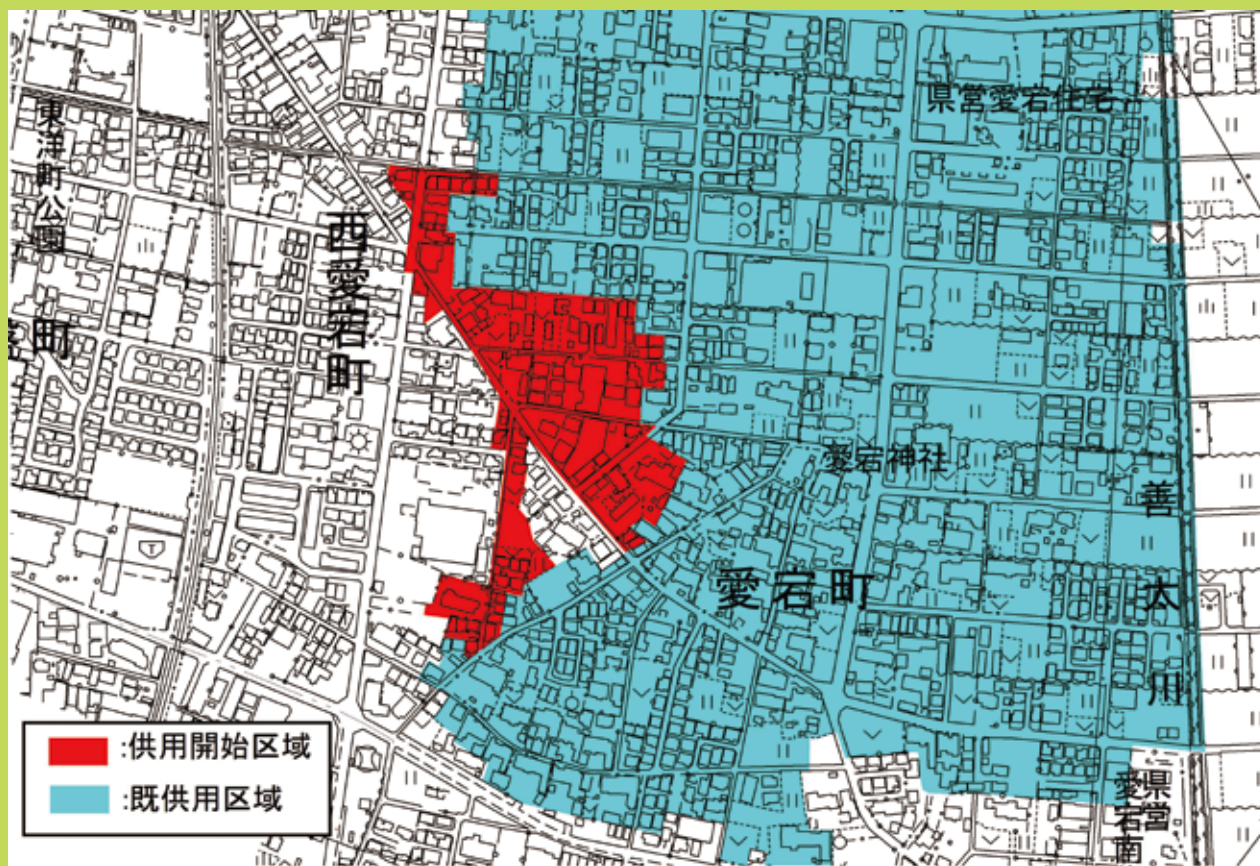 東洋町公園
西愛宕町
町
県営愛宕住宅
愛宕神社
愛宕町
善太川
県営
愛宕南
:供用開始区域
:既供用区域